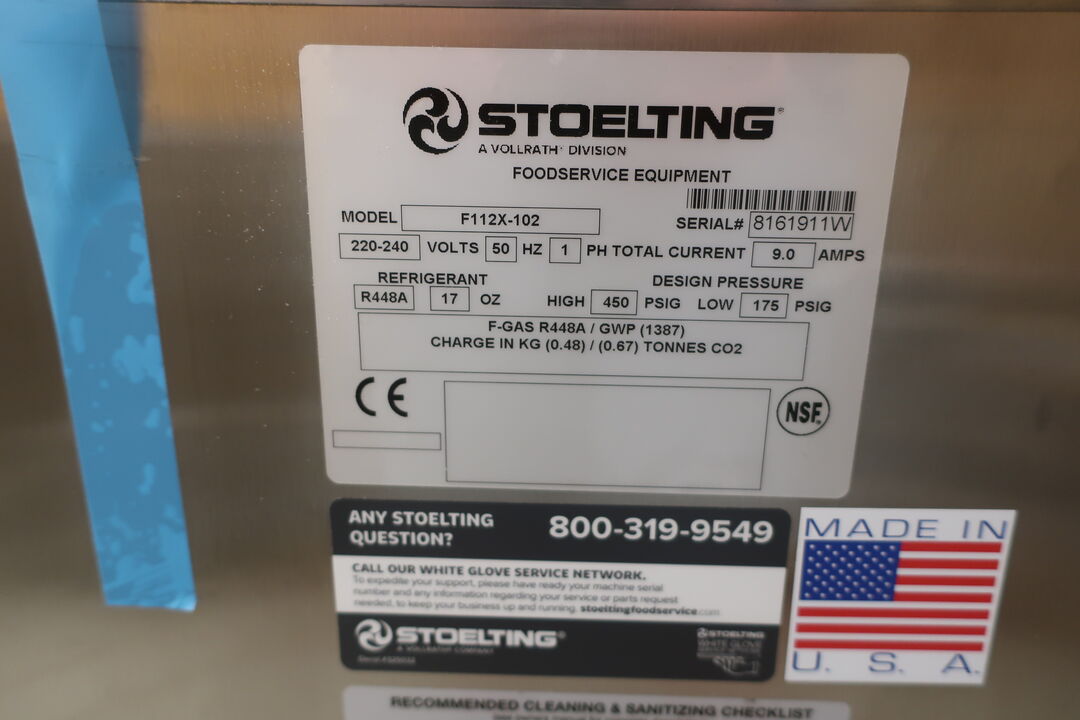 STOELTING
A VOLLRATH DIVISION
FOODSERVICE EQUIPMENT
MODEL F112X-102
SERIAL# 8161911W
220-240 VOLTS 50 HZ 1 PH TOTAL CURRENT 9.0 AMPS
REFRIGERANT DESIGN PRESSURE
R448A 17 OZ HIGH 450 PSIG LOW 175 PSIG
F-GAS R448A / GWP (1387)
CHARGE IN KG (0.48) / (0.67) TONNES CO2
CE
NSF
ANY STOELTING
QUESTION?
800-319-9549
CALL OUR WHITE GLOVE SERVICE NETWORK.
To expedite your support, please have ready your machine serial
number and any information regarding your service or parts request
needed, to keep your business up and running. stoeltingfoodservice.com
STOELTING
A VOLLRATH COMPANY
STOELTING
WHITE GLOVE
MADE IN
U. S. A.
RECOMMENDED CLEANING & SANITIZING CHECKLIST